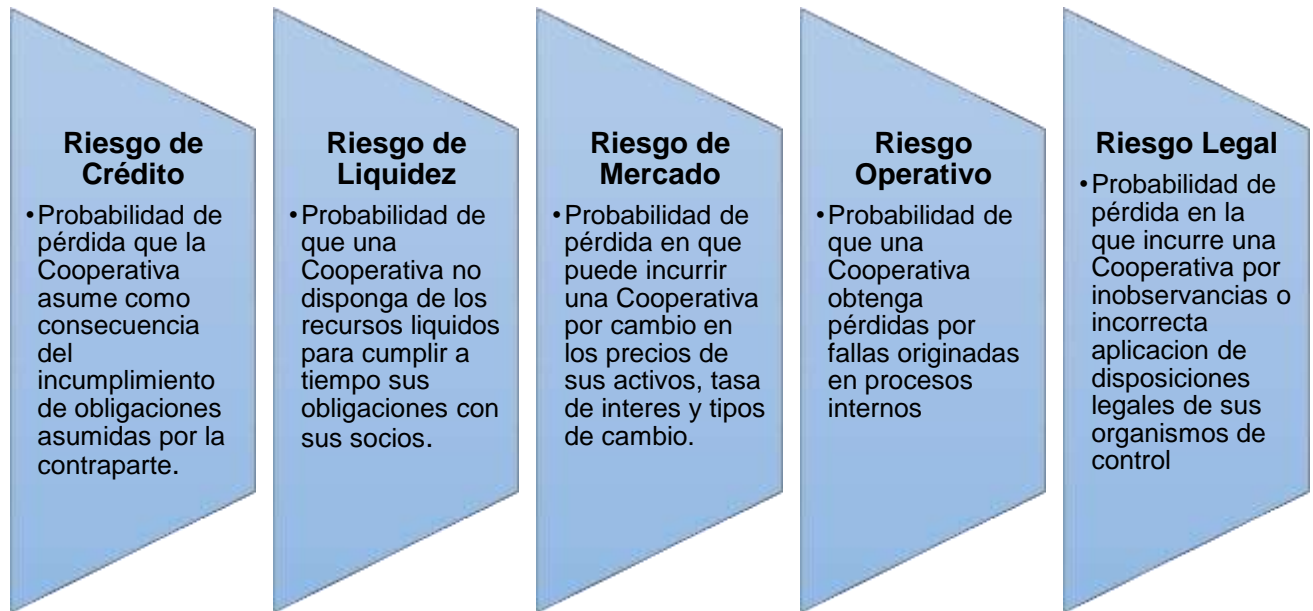 Riesgo de
Crédito
•Probabilidad de
pérdida que la
Cooperativa
asume como
consecuencia
del
incumplimiento
de obligaciones
asumidas por la
contraparte.
Riesgo de
Liquidez
•Probabilidad de
que una
Cooperativa no
disponga de los
recursos liquidos
para cumplir a
tiempo sus
obligaciones con
sus socios.
Riesgo de
Mercado
•Probabilidad de
pérdida en que
puede incurrir
una Cooperativa
por cambio en
los precios de
sus activos, tasa
de interes y tipos
de cambio.
Riesgo
Operativo
•Probabilidad de
que una
Cooperativa
obtenga
pérdidas por
fallas originadas
en procesos
internos
Riesgo Legal
•Probabilidad de
pérdida en la
que incurre una
Cooperativa por
inobservancias o
incorrecta
aplicacion de
disposiciones
legales de sus
organismos de
control